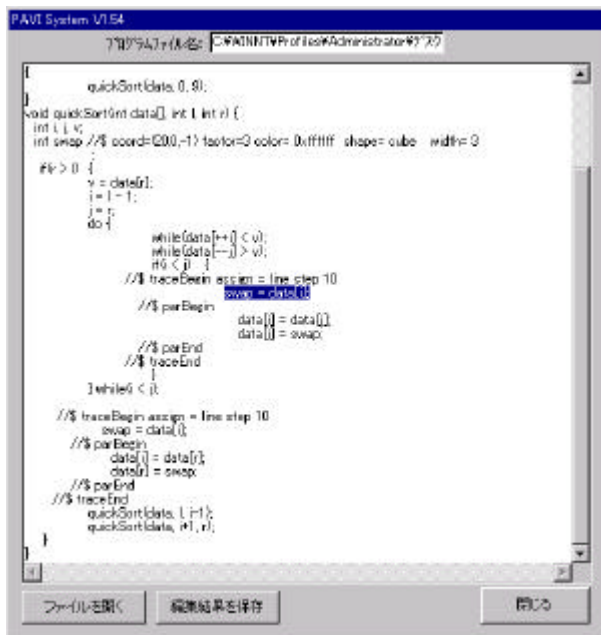 PAVI System V1.54
プログラムファイル名: C:¥WINNT¥Profiles¥Administrator¥ﾃﾞｽｸ
{
quickSort(data, 0, 9);
}
void quickSort(int data[], int l, int r) {
int i, j, v;
int swap //$ coord=(20,0,-1) factor=3 color= 0xffffff shape= cube width= 3
;
{
v = data[r];
i = l - 1;
j = r;
do {
while(data[++i] < v);
while(data[--j] > v);
if(i < j) {
//$ traceBegin assign = line step 10
swap = data[i];
//$ parBegin
data[i] = data[j];
data[j] = swap;
//$ parEnd
//$ traceEnd
}
} while(i < j);
//$ traceBegin assign = line step 10
swap = data[i];
//$ parBegin
data[i] = data[r];
data[r] = swap;
//$ parEnd
//$ traceEnd
quickSort(data, l, i-1);
quickSort(data, i+1, r);
}
}
ファイルを開く 編集結果を保存 閉じる